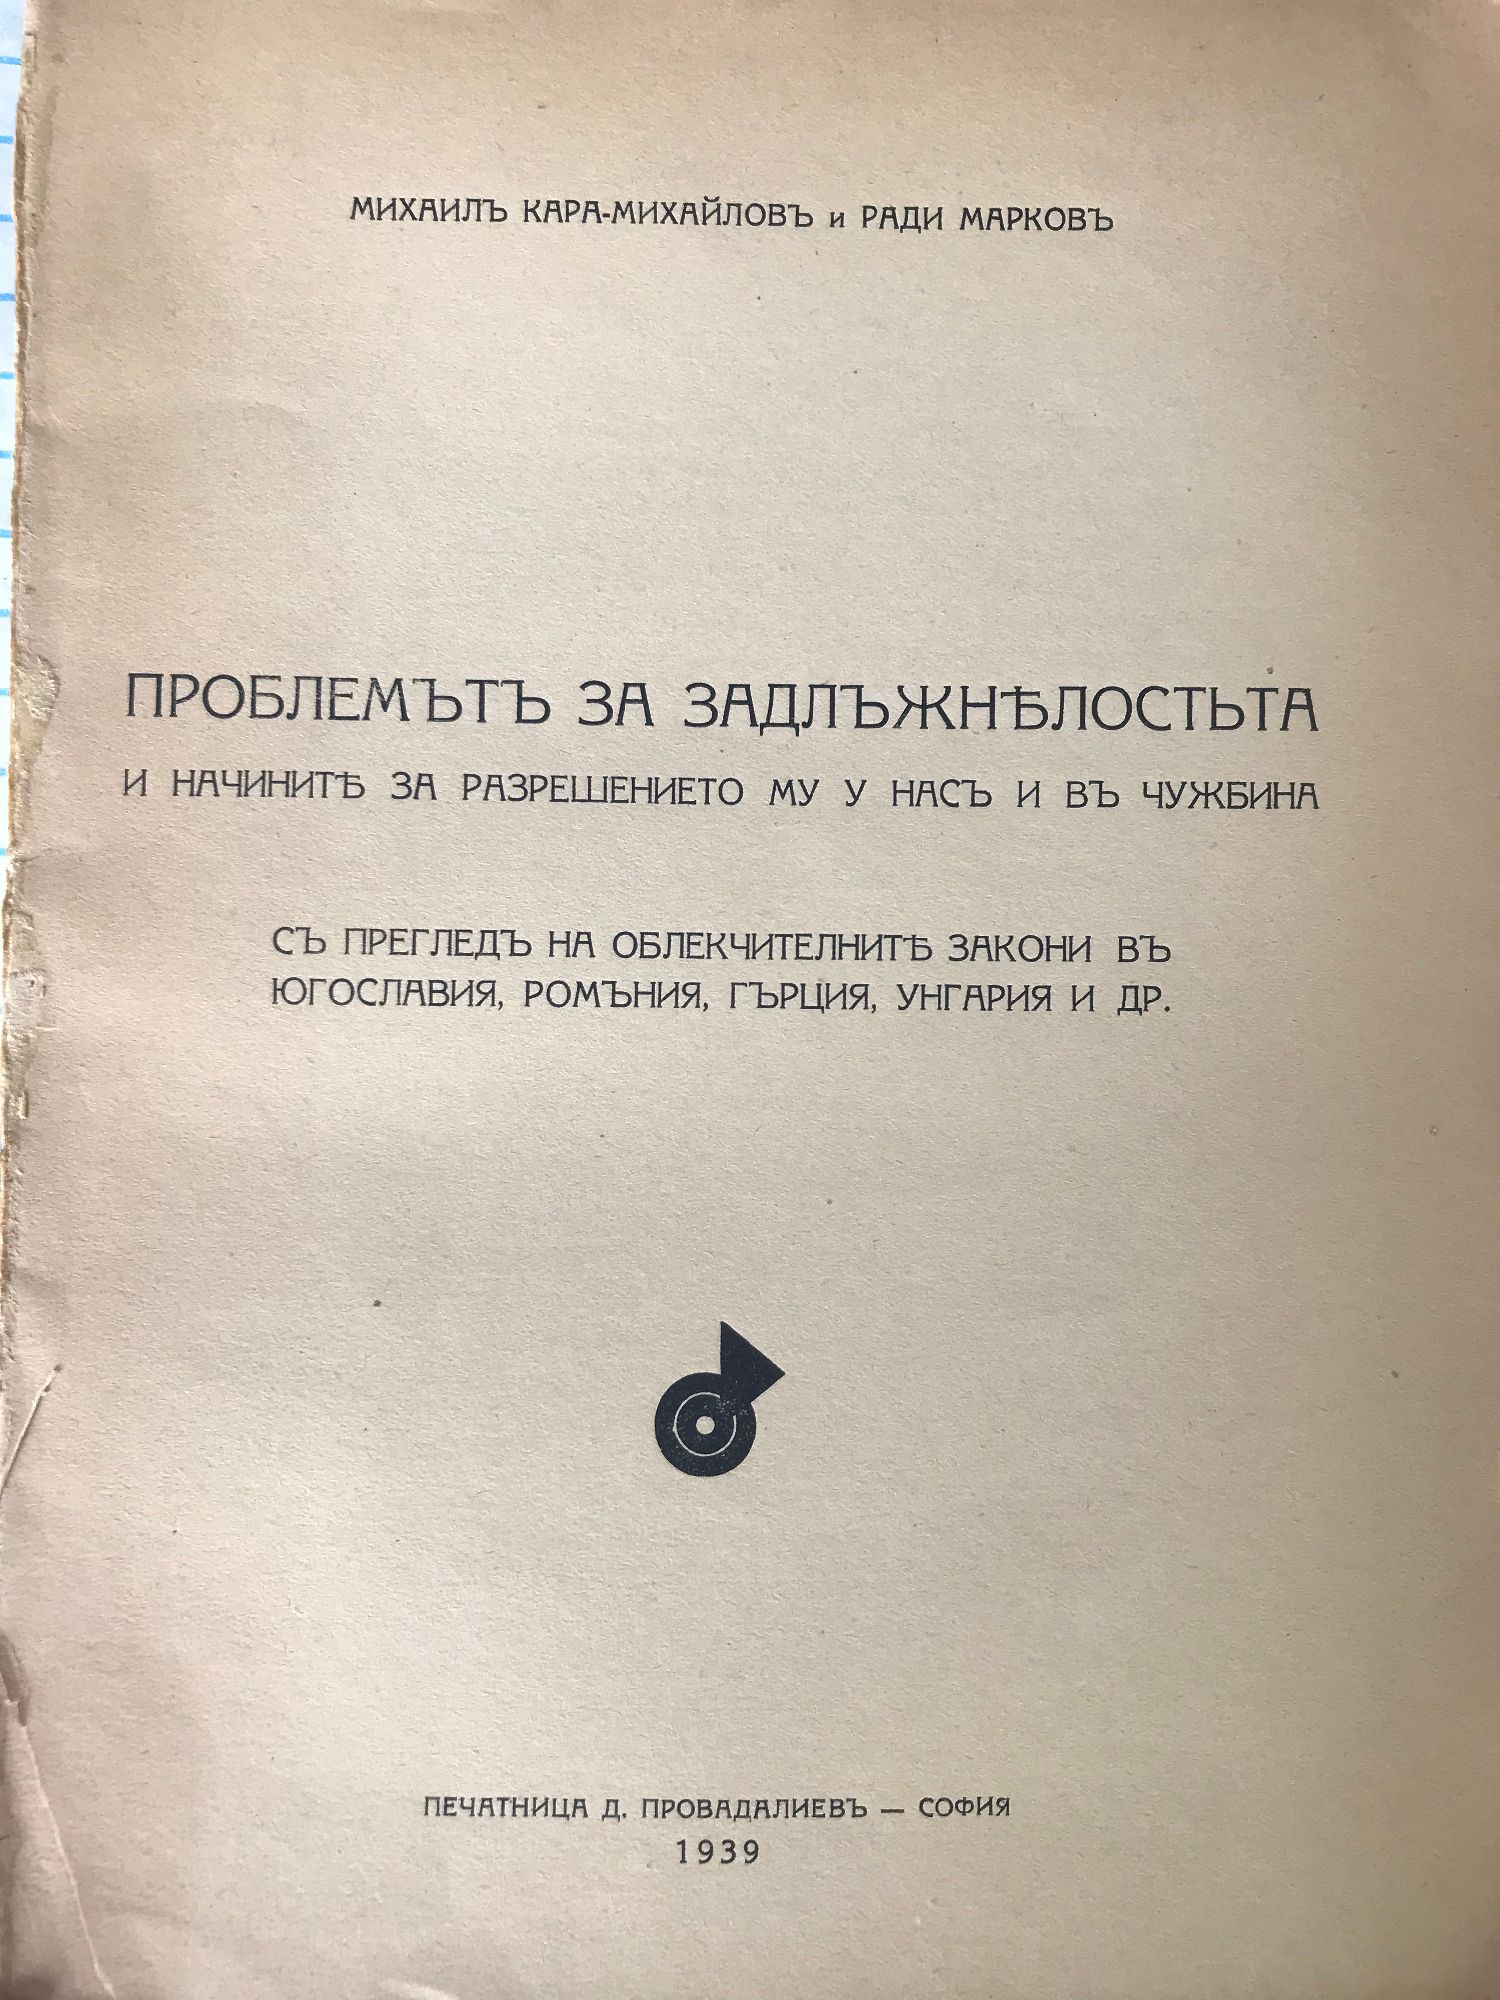 МИХАИЛЪ КАРА-МИХАЙЛОВЪ и РАДИ МАРКОВЪ
ПРОБЛЕМЪТЪ ЗА ЗАДЛЪЖНѢЛОСТЬТА
И НАЧИНИТѢ ЗА РАЗРЕШЕНИЕТО МУ У НАСЪ И ВЪ ЧУЖБИНА
СЪ ПРЕГЛЕДЪ НА ОБЛЕКЧИТЕЛНИТѢ ЗАКОНИ ВЪ
ЮГОСЛАВИЯ, РОМЪНИЯ, ГЪРЦИЯ, УНГАРИЯ И ДР.
ПЕЧАТНИЦА Д. ПРОВАДАЛИЕВЪ — СОФИЯ
1939